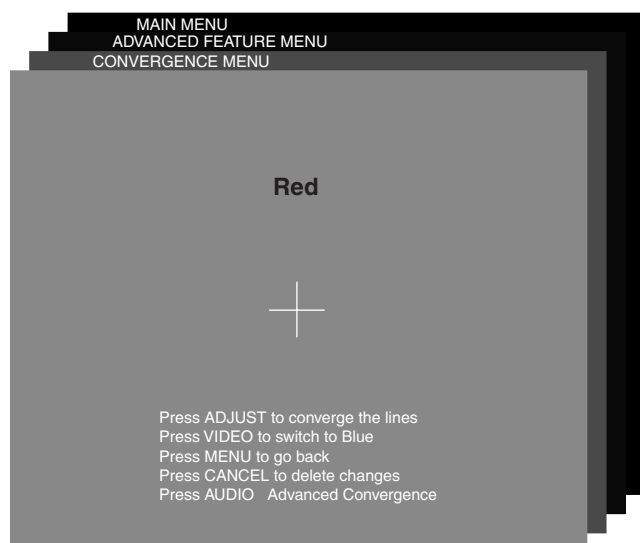 MAIN MENU
ADVANCED FEATURE MENU
CONVERGENCE MENU
Red
Press ADJUST to converge the lines
Press VIDEO to switch to Blue
Press MENU to go back
Press CANCEL to delete changes
Press AUDIO Advanced Convergence